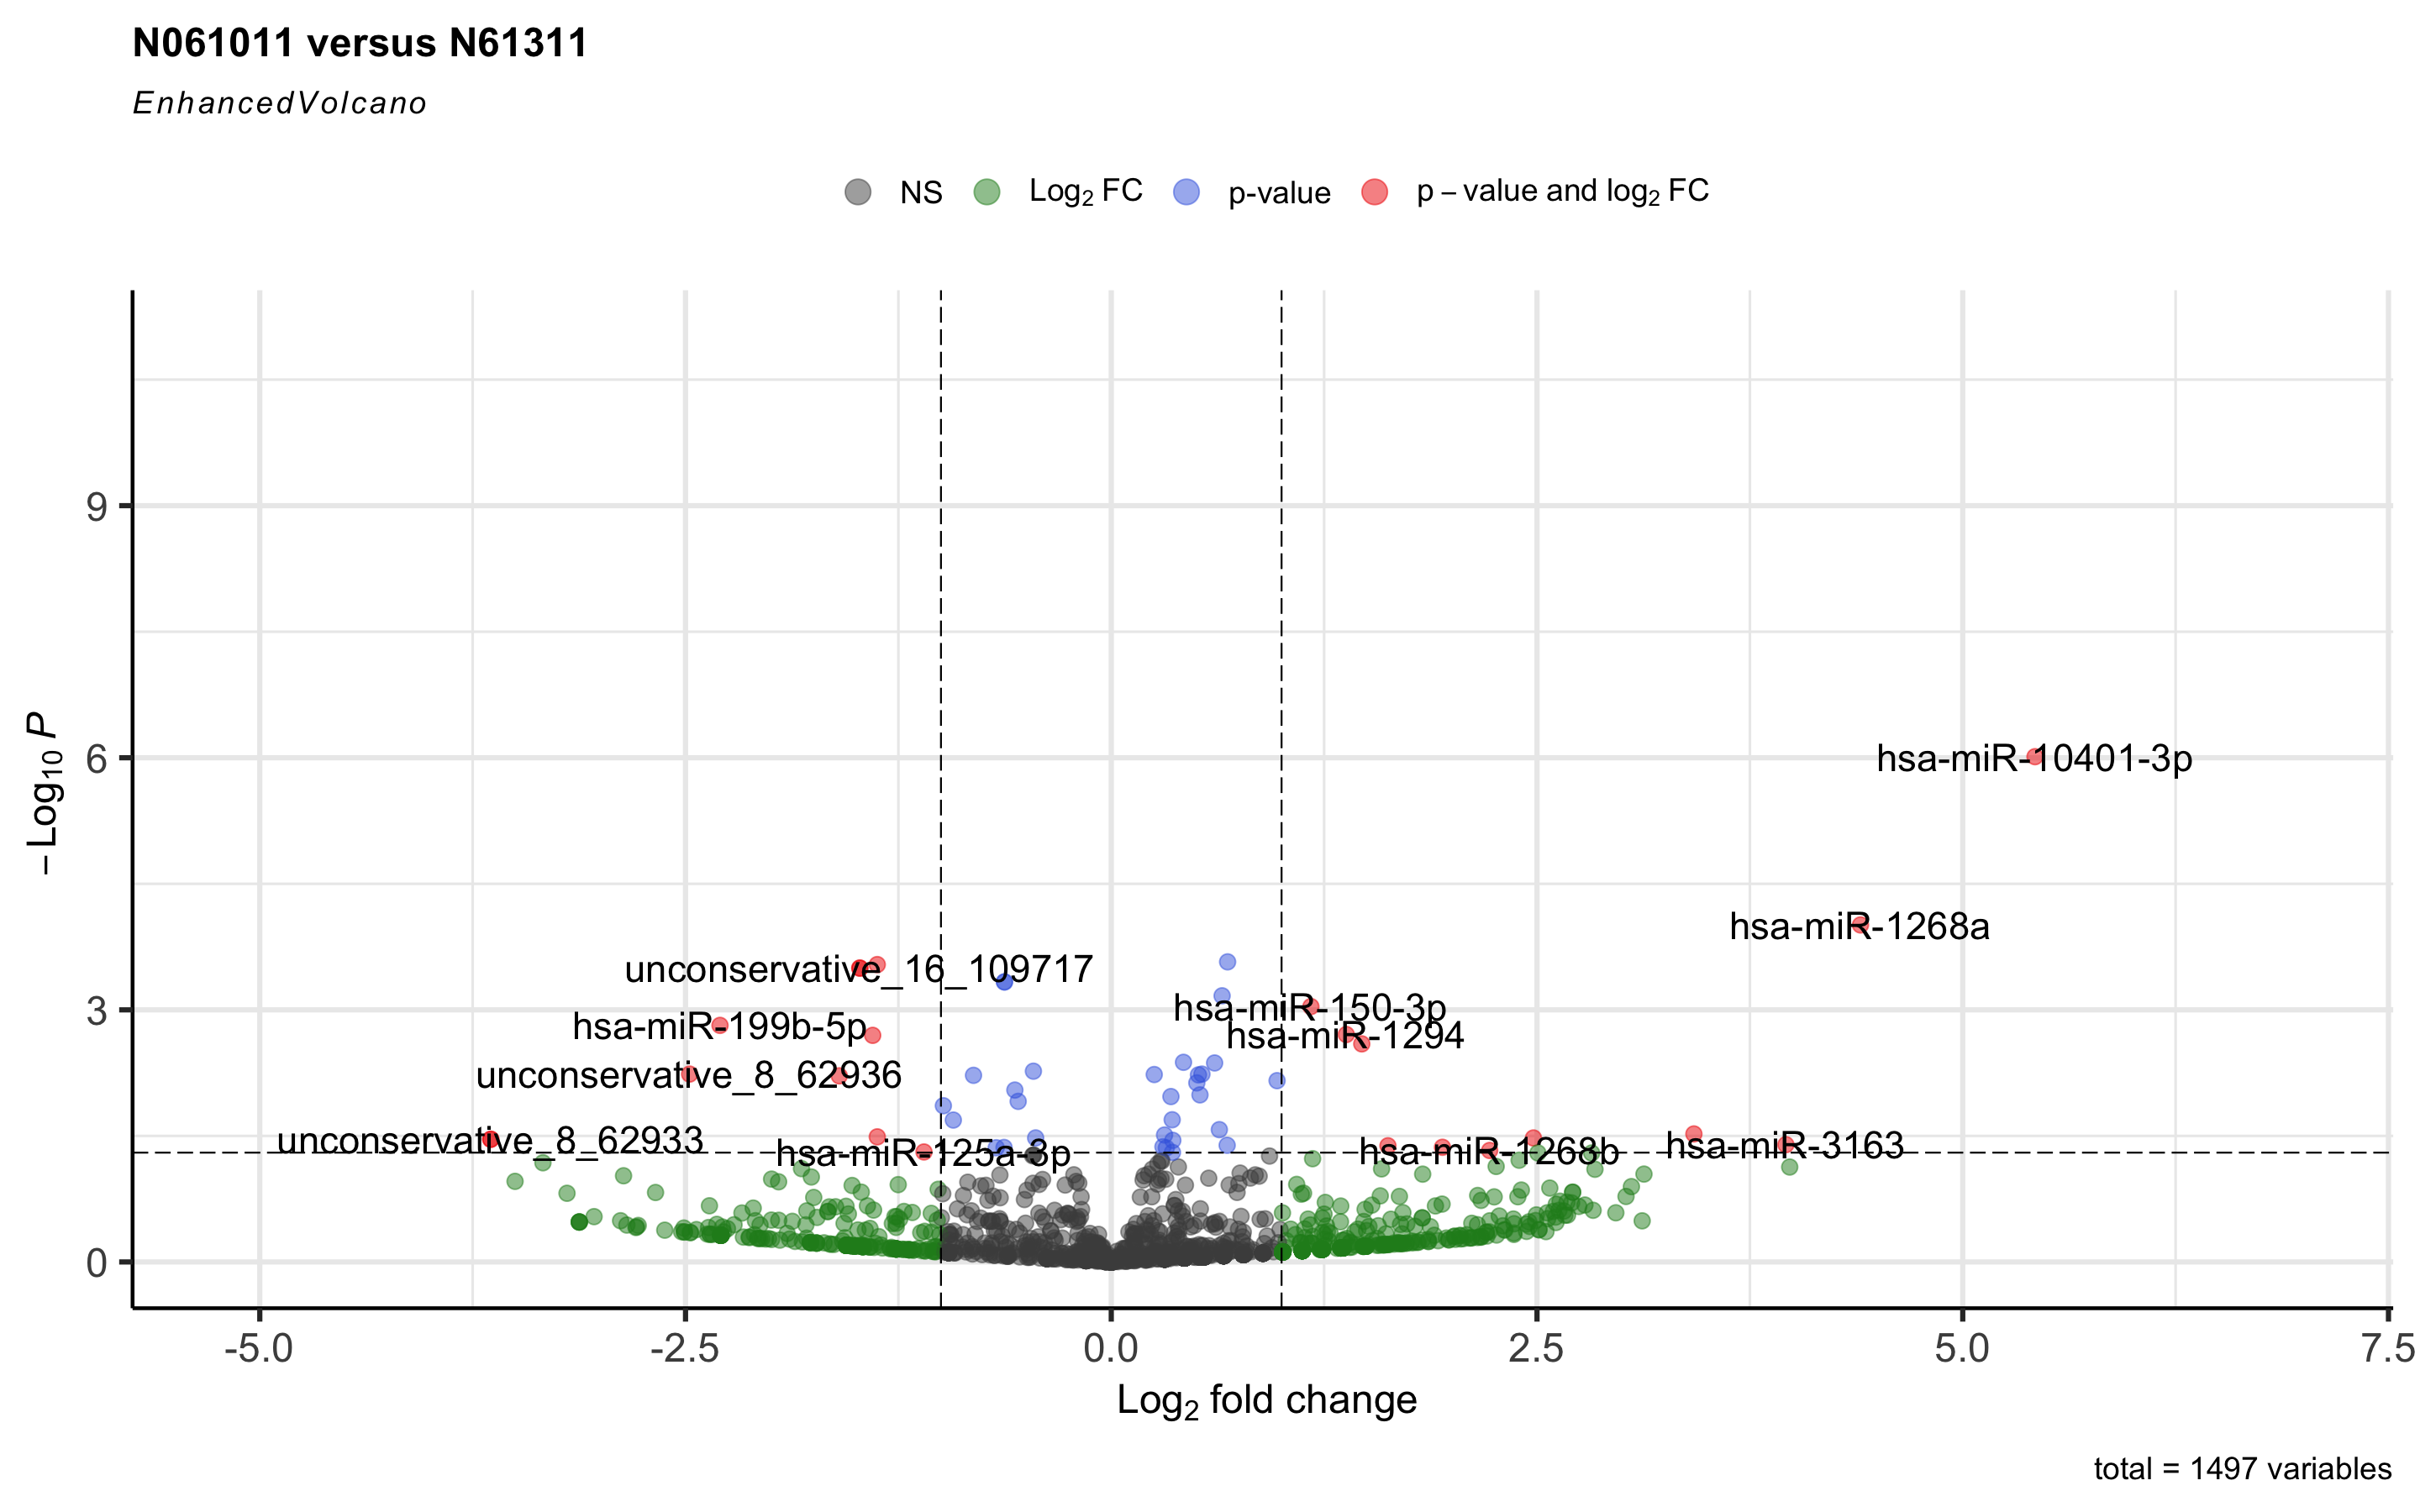 N061011 versus N61311
EnhancedVolcano
NS Log2 FC p-value p – value and log2 FC
– Log10 P
9
6
3
0
hsa-miR-10401-3p
hsa-miR-1268a
unconservative_16_109717
hsa-miR-150-3p
hsa-miR-199b-5p
hsa-miR-1294
unconservative_8_62936
unconservative_8_62933
hsa-miR-125a-3p
hsa-miR-1268b
hsa-miR-3163
-5.0 -2.5 0.0 2.5 5.0 7.5
Log2 fold change
total = 1497 variables